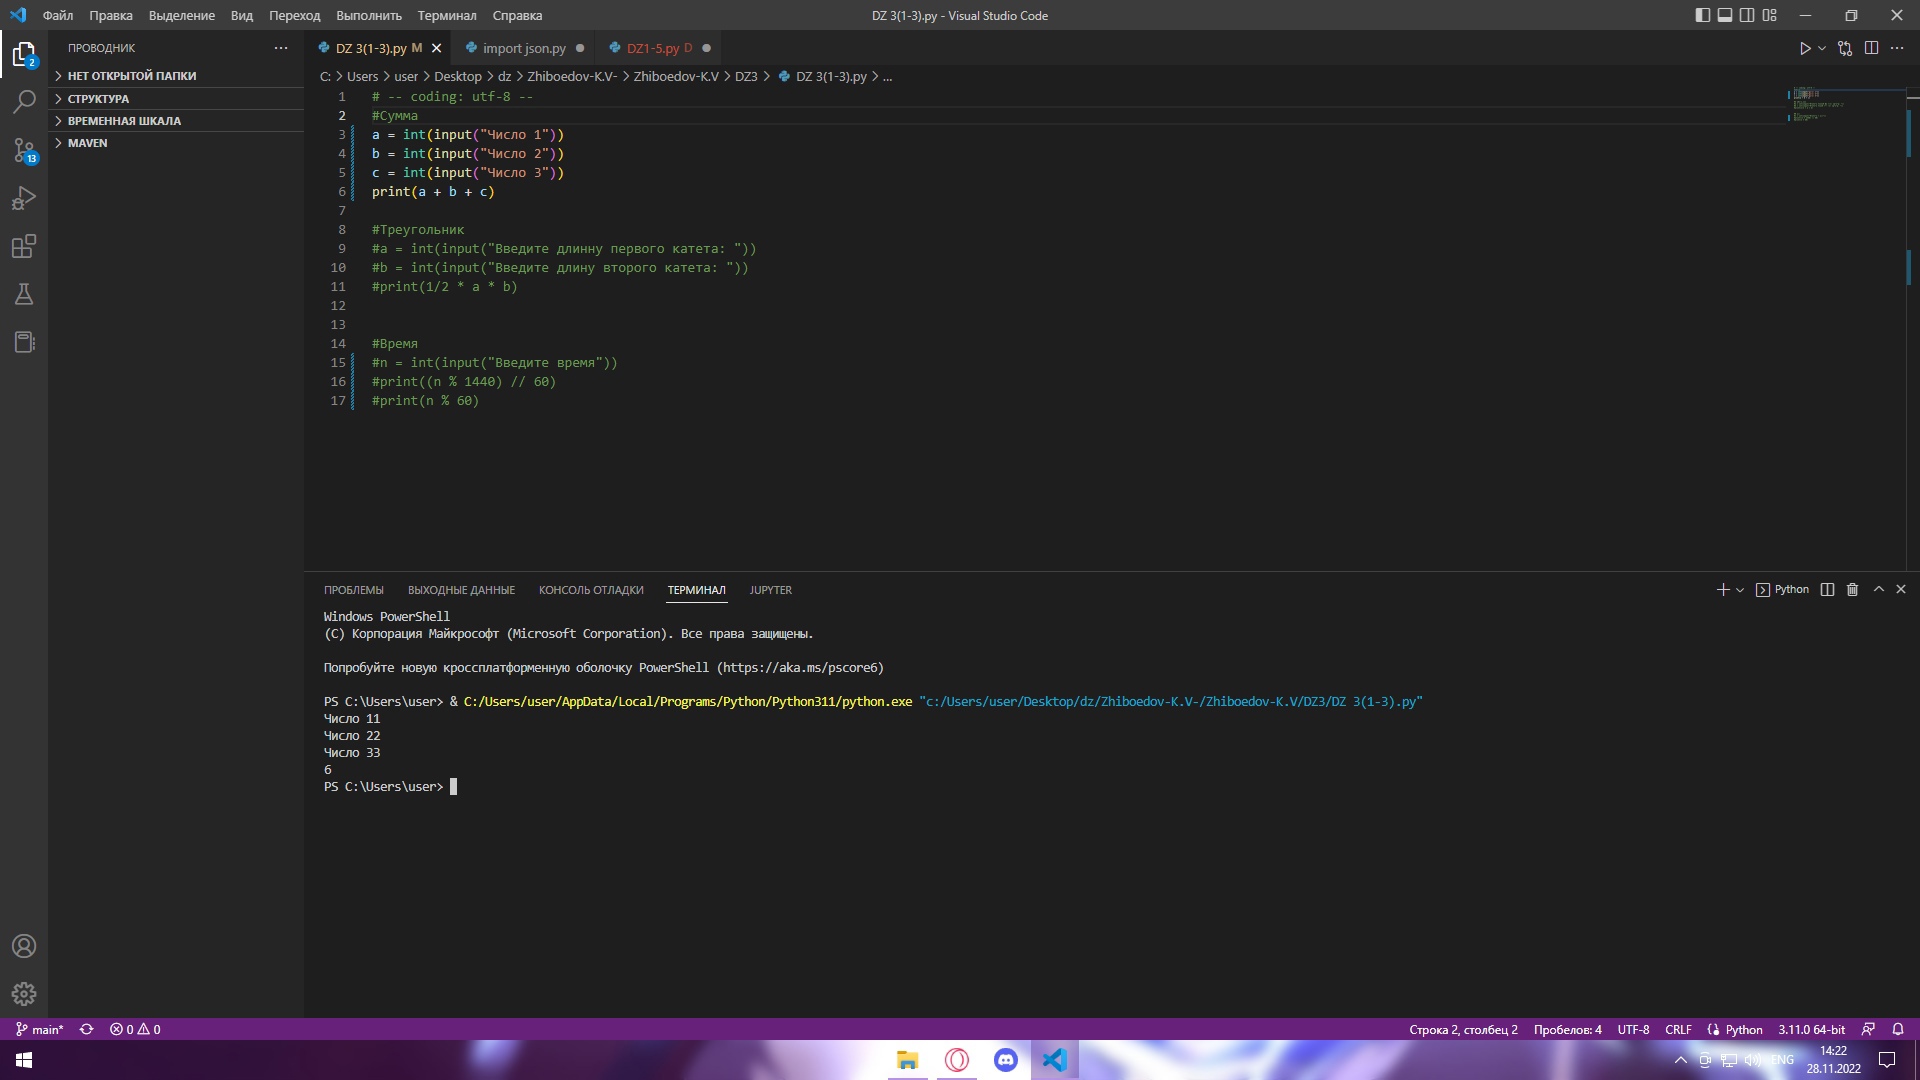 Файл Правка Выделение Вид Переход Выполнить Терминал Справка
DZ 3(1-3).py - Visual Studio Code
ПРОВОДНИК
2
НЕТ ОТКРЫТОЙ ПАПКИ
СТРУКТУРА
ВРЕМЕННАЯ ШКАЛА
MAVEN
13
DZ 3(1-3).py M
import json.py
DZ1-5.py D
C: > Users > user > Desktop > dz > Zhiboedov-K.V- > Zhiboedov-K.V > DZ3 > DZ 3(1-3).py > ...
1 # -- coding: utf-8 --
2 #Сумма
3 a = int(input("Число 1"))
4 b = int(input("Число 2"))
5 c = int(input("Число 3"))
6 print(a + b + c)
7
8 #Треугольник
9 #a = int(input("Введите длинну первого катета: "))
10 #b = int(input("Введите длину второго катета: "))
11 #print(1/2 * a * b)
12
13
14 #Время
15 #n = int(input("Введите время"))
16 #print((n % 1440) // 60)
17 #print(n % 60)
ПРОБЛЕМЫ ВЫХОДНЫЕ ДАННЫЕ КОНСОЛЬ ОТЛАДКИ ТЕРМИНАЛ JUPYTER
Python
Windows PowerShell
(C) Корпорация Майкрософт (Microsoft Corporation). Все права защищены.
Попробуйте новую кроссплатформенную оболочку PowerShell (https://aka.ms/pscore6)
PS C:\Users\user> & C:/Users/user/AppData/Local/Programs/Python/Python311/python.exe "c:/Users/user/Desktop/dz/Zhiboedov-K.V-/Zhiboedov-K.V/DZ3/DZ 3(1-3).py"
Число 11
Число 22
Число 33
6
PS C:\Users\user>
main* 0 0
Строка 2, столбец 2 Пробелов: 4 UTF-8 CRLF Python 3.11.0 64-bit
ENG
14:22
28.11.2022